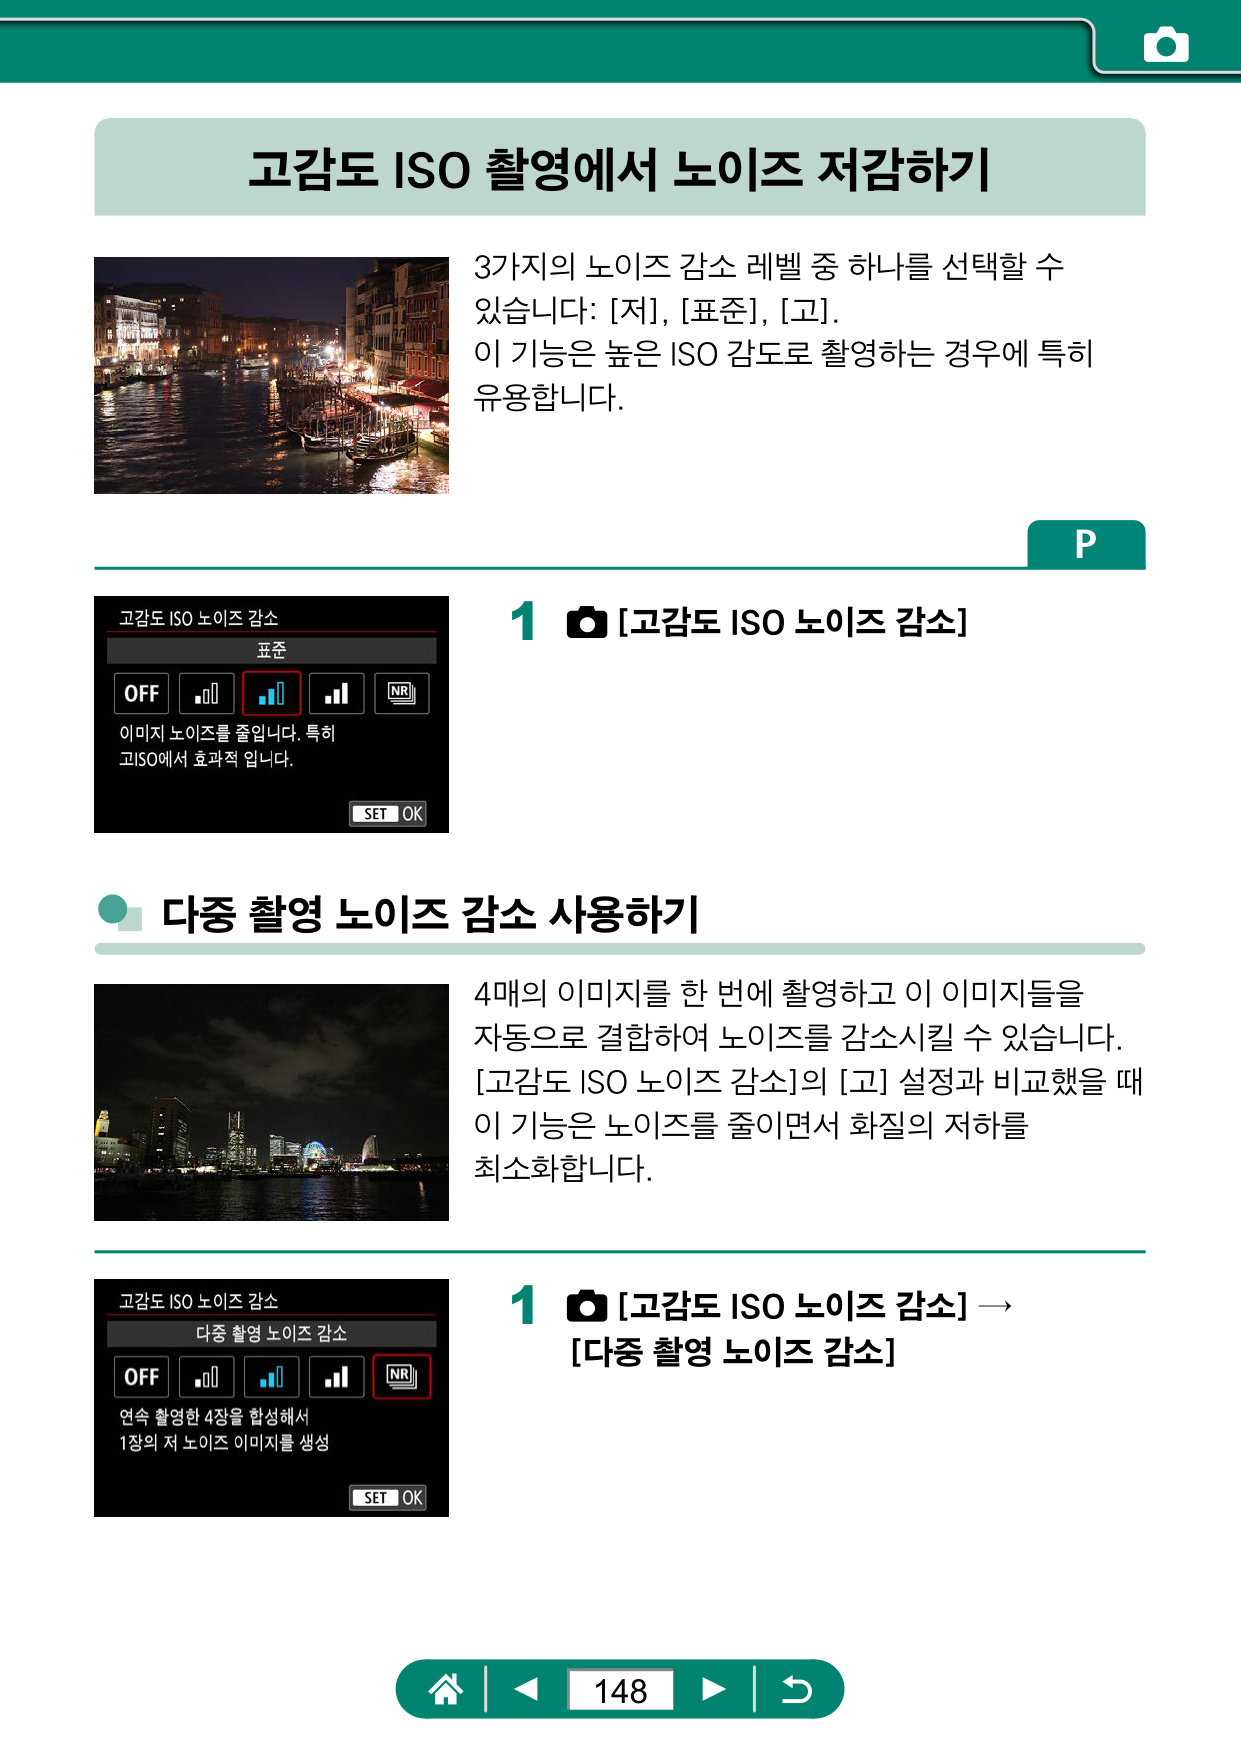 고감도 ISO 촬영에서 노이즈 저감하기
3가지의 노이즈 감소 레벨 중 하나를 선택할 수
있습니다: [저], [표준], [고].
이 기능은 높은 ISO 감도로 촬영하는 경우에 특히
유용합니다.
P
고감도 ISO 노이즈 감소
표준
OFF
NR
이미지 노이즈를 줄입니다. 특히
고ISO에서 효과적 입니다.
SET OK
1 [고감도 ISO 노이즈 감소]
다중 촬영 노이즈 감소 사용하기
4매의 이미지를 한 번에 촬영하고 이 이미지들을
자동으로 결합하여 노이즈를 감소시킬 수 있습니다.
[고감도 ISO 노이즈 감소]의 [고] 설정과 비교했을 때
이 기능은 노이즈를 줄이면서 화질의 저하를
최소화합니다.
고감도 ISO 노이즈 감소
다중 촬영 노이즈 감소
OFF
NR
연속 촬영한 4장을 합성해서
1장의 저 노이즈 이미지를 생성
SET OK
1 [고감도 ISO 노이즈 감소] →
[다중 촬영 노이즈 감소]
148